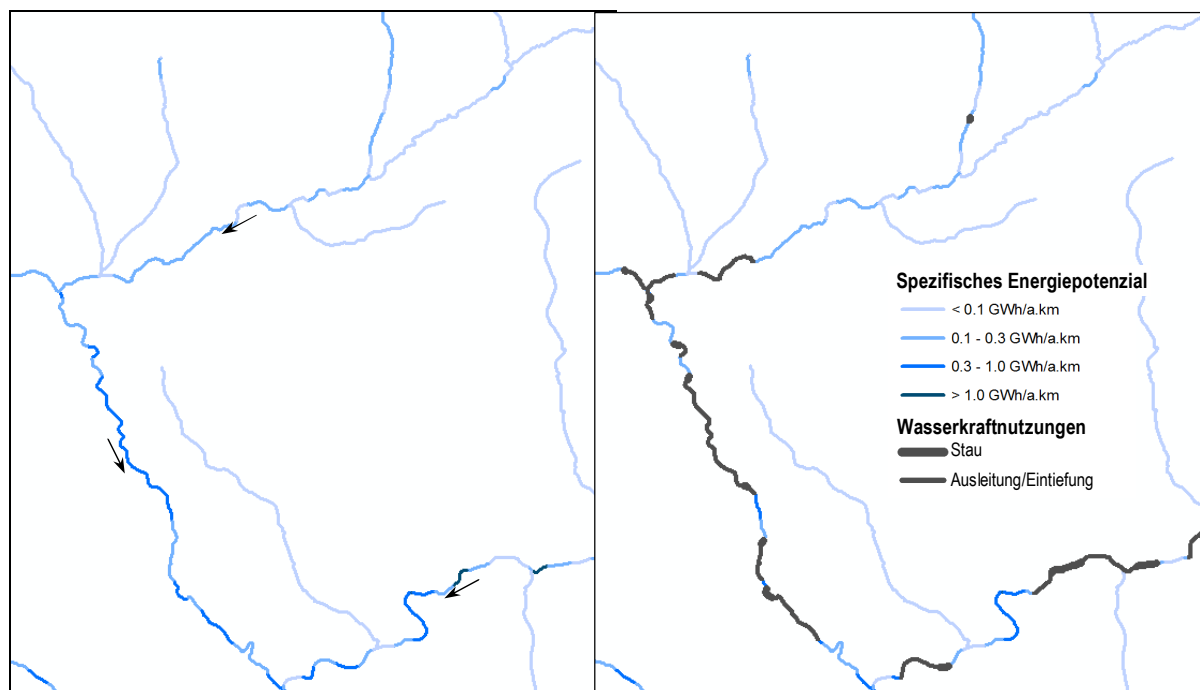 Spezifisches Energiepotenzial
< 0.1 GWh/a.km
0.1 - 0.3 GWh/a.km
0.3 - 1.0 GWh/a.km
> 1.0 GWh/a.km
Wasserkraftnutzungen
Stau
Ausleitung/Eintiefung